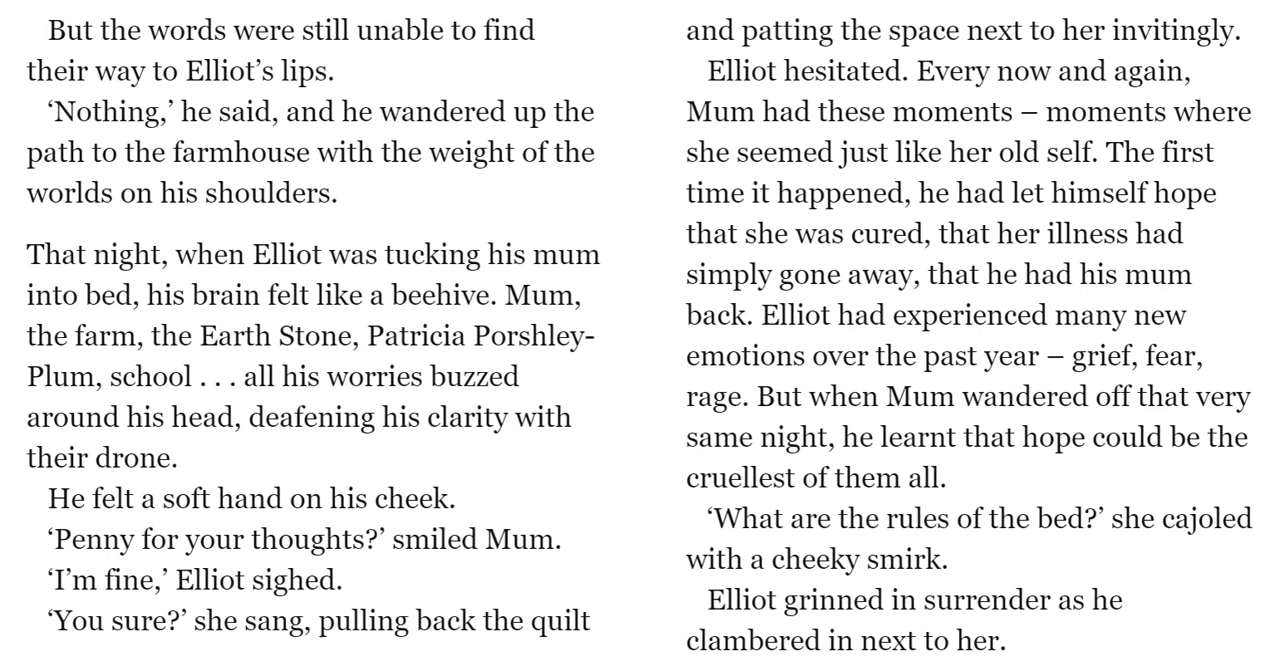 But the words were still unable to find
their way to Elliot’s lips.
‘Nothing,’ he said, and he wandered up the
path to the farmhouse with the weight of the
worlds on his shoulders.
That night, when Elliot was tucking his mum
into bed, his brain felt like a beehive. Mum,
the farm, the Earth Stone, Patricia Porshley-
Plum, school . . . all his worries buzzed
around his head, deafening his clarity with
their drone.
He felt a soft hand on his cheek.
‘Penny for your thoughts?’ smiled Mum.
‘I’m fine,’ Elliot sighed.
‘You sure?’ she sang, pulling back the quilt
and patting the space next to her invitingly.
Elliot hesitated. Every now and again,
Mum had these moments – moments where
she seemed just like her old self. The first
time it happened, he had let himself hope
that she was cured, that her illness had
simply gone away, that he had his mum
back. Elliot had experienced many new
emotions over the past year – grief, fear,
rage. But when Mum wandered off that very
same night, he learnt that hope could be the
cruellest of them all.
‘What are the rules of the bed?’ she cajoled
with a cheeky smirk.
Elliot grinned in surrender as he
clambered in next to her.